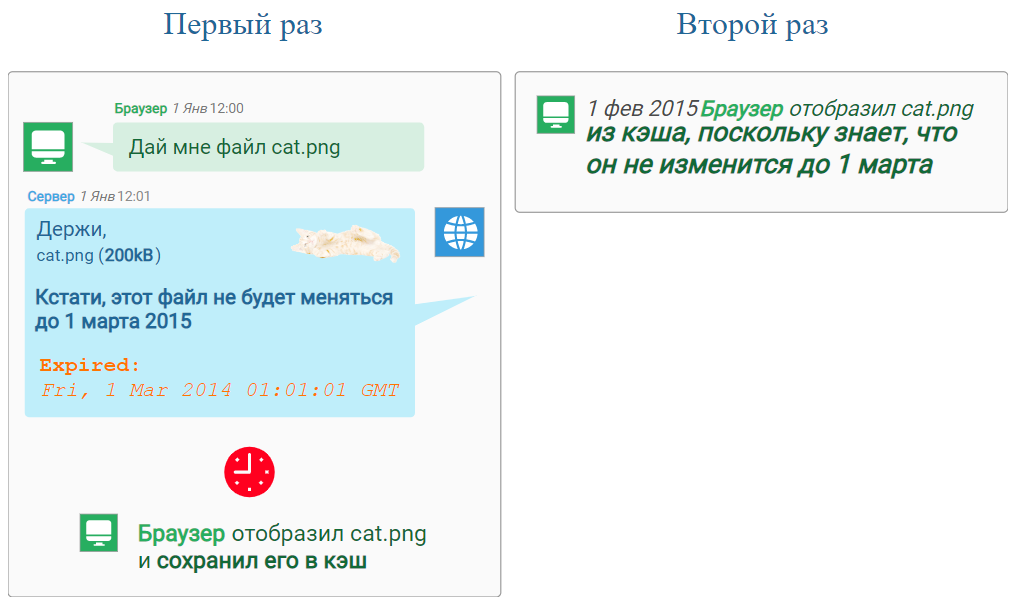 Первый раз
Браузер 1 Янв 12:00
Дай мне файл cat.png
Сервер 1 Янв 12:01
Держи,
cat.png (200kB)
Кстати, этот файл не будет меняться
до 1 марта 2015
Expired:
Fri, 1 Mar 2014 01:01:01 GMT
Браузер отобразил cat.png
и сохранил его в кэш
Второй раз
1 фев 2015 Браузер отобразил cat.png
из кэша, поскольку знает, что
он не изменится до 1 марта